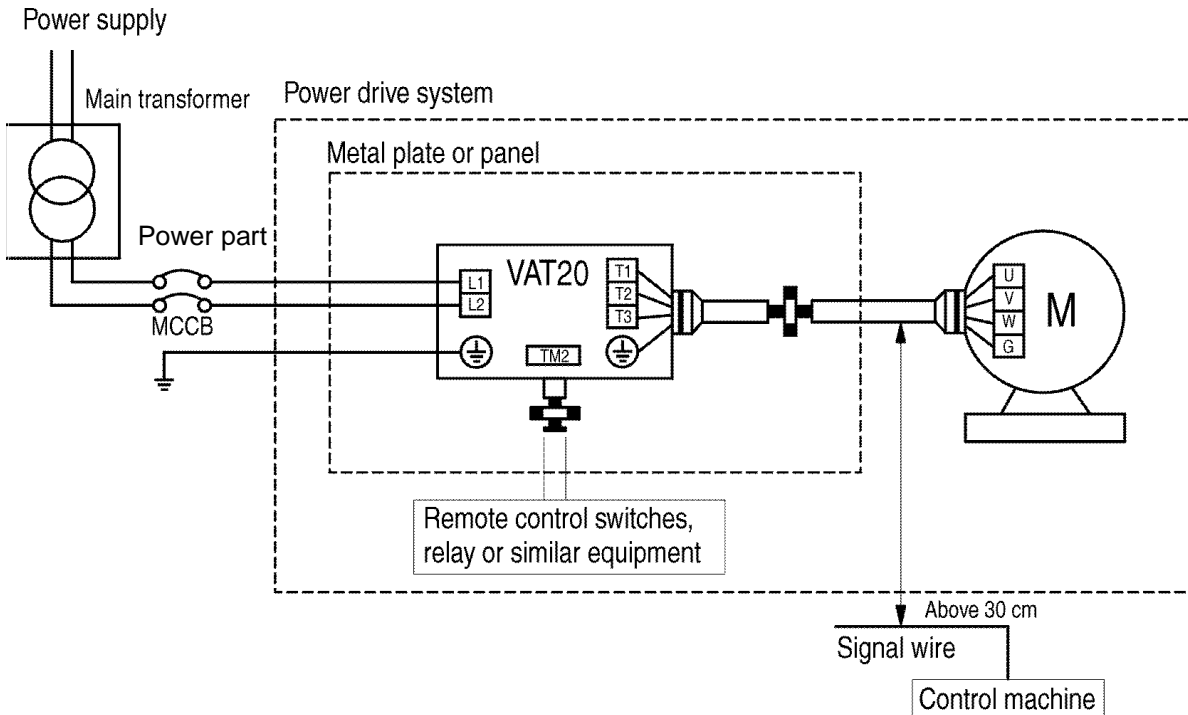 Power supply
Main transformer
Power drive system
Metal plate or panel
Power part
MCCB
L1
L2
VAT20
T1
T2
T3
TM2
U
V
W
G
M
Remote control switches,
relay or similar equipment
Above 30 cm
Signal wire
Control machine